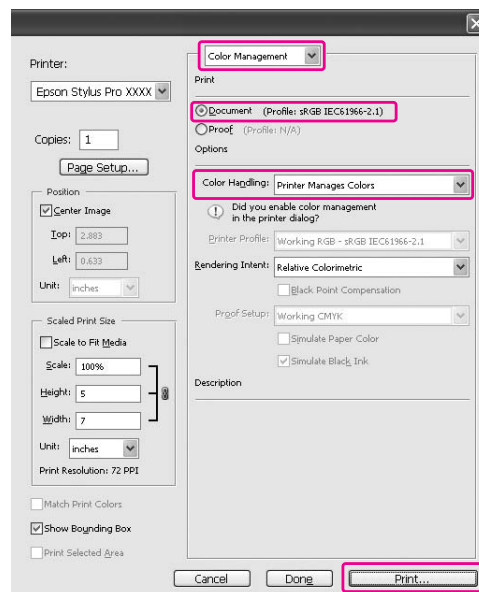 Printer:
Epson Stylus Pro XXXX
Copies: 1
Page Setup...
Position
Center Image
Top: 2.883
Left: 0.633
Unit: inches
Scaled Print Size
Scale to Fit Media
Scale: 100%
Height: 5
Width: 7
Unit: inches
Print Resolution: 72 PPI
Match Print Colors
Show Bounding Box
Print Selected Area
Color Management
Print
Document (Profile: sRGB IEC61966-2.1)
Proof (Profile: N/A)
Options
Color Handling: Printer Manages Colors
Did you enable color management
in the printer dialog?
Printer Profile: Working RGB - sRGB IEC61966-2.1
Rendering Intent: Relative Colorimetric
Black Point Compensation
Proof Setup: Working CMYK
Simulate Paper Color
Simulate Black Ink
Description
Cancel
Done
Print...